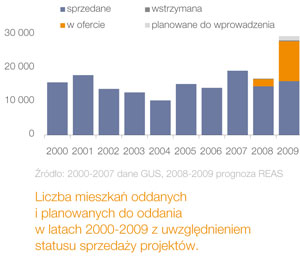 sprzedane
wstrzymana
w ofercie
planowane do wprowadzenia
30 000
20 000
10 000
0
2000 2001 2002 2003 2004 2005 2006 2007 2008 2009
Źródło: 2000-2007 dane GUS, 2008-2009 prognoza REAS
Liczba mieszkań oddanych
i planowanych do oddania
w latach 2000-2009 z uwzględnieniem
statusu sprzedaży projektów.